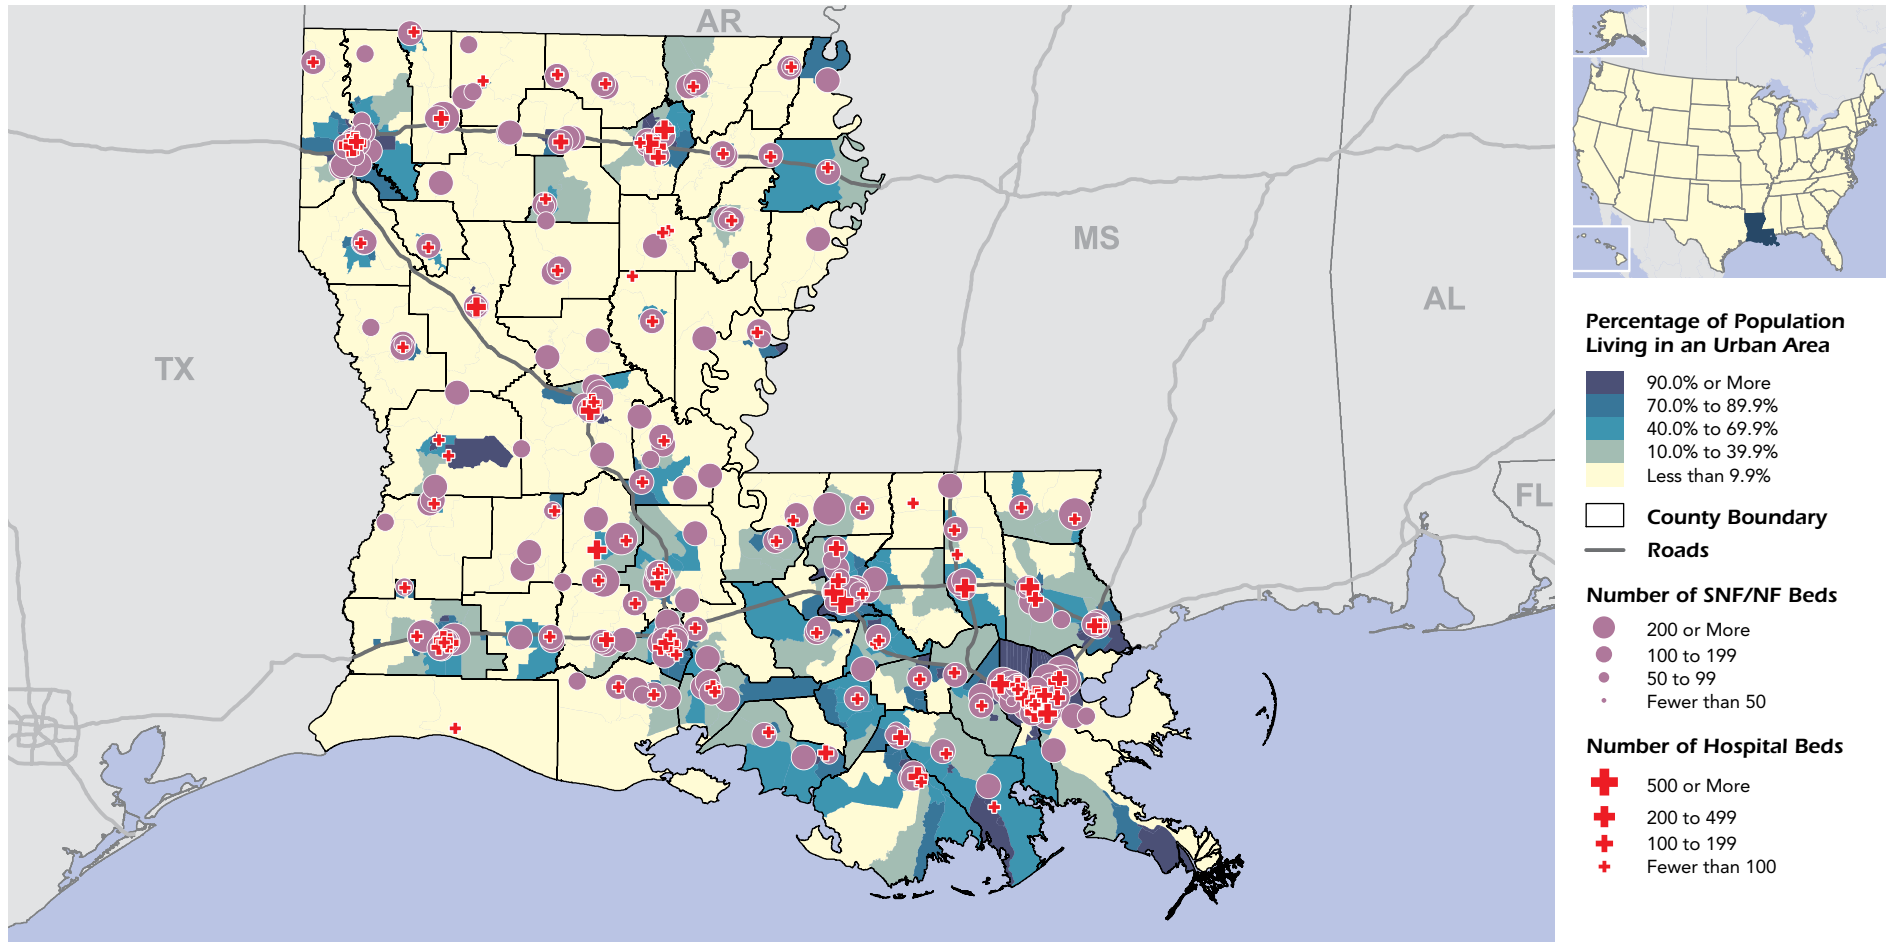 AR
TX
MS
AL
FL
Percentage of Population
Living in an Urban Area
90.0% or More
70.0% to 89.9%
40.0% to 69.9%
10.0% to 39.9%
Less than 9.9%
County Boundary
Roads
Number of SNF/NF Beds
200 or More
100 to 199
50 to 99
Fewer than 50
Number of Hospital Beds
500 or More
200 to 499
100 to 199
Fewer than 100